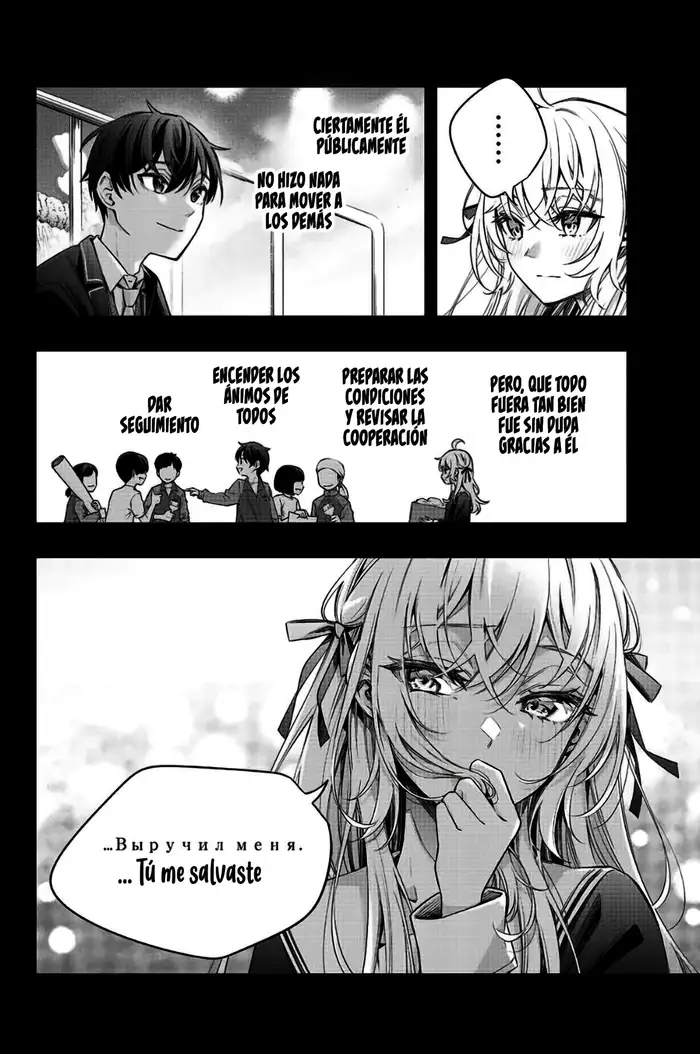 ......
CIERTAMENTE ÉL
PÚBLICAMENTE
NO HIZO NADA
PARA MOVER A
LOS DEMÁS
PERO, QUE TODO
FUERA TAN BIEN
FUE SIN DUDA
GRACIAS A ÉL
PREPARAR LAS
CONDICIONES
Y REVISAR LA
COOPERACIÓN
ENCENDER LOS
ÁNIMOS DE
TODOS
DAR
SEGUIMIENTO
...Выручил меня.
... Tú me salvaste